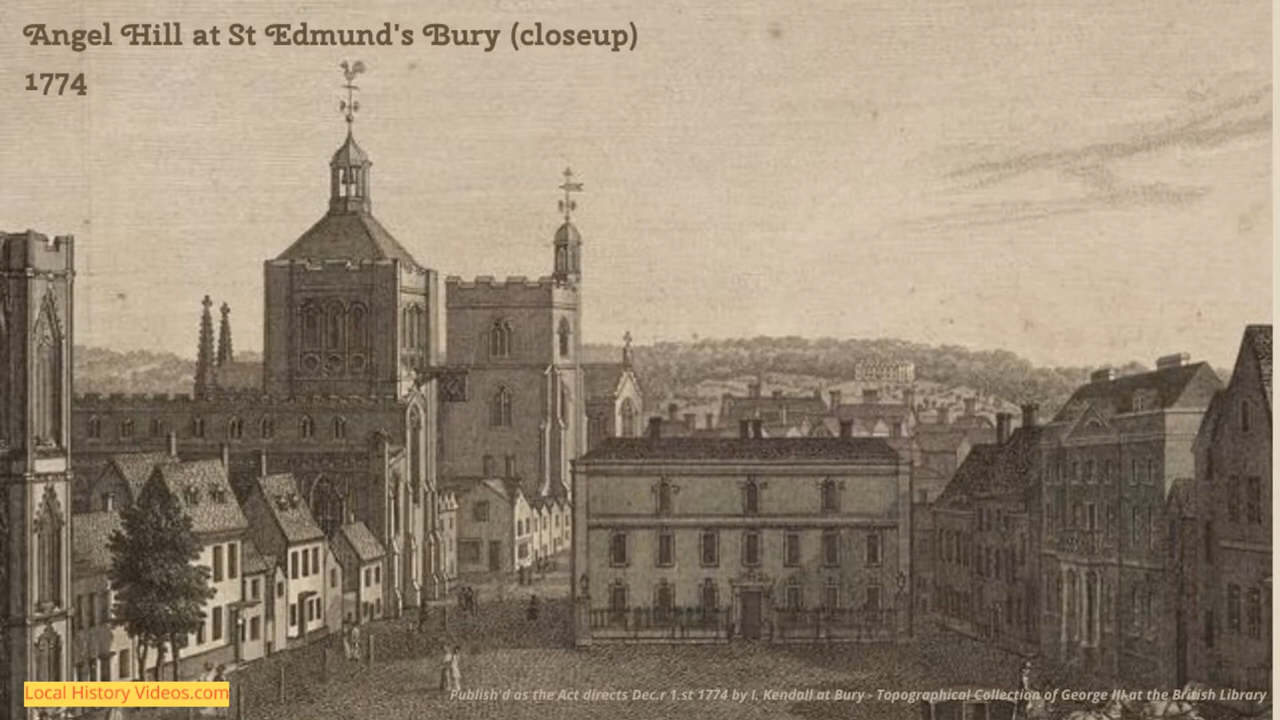 Angel Hill at St Edmund's Bury (closeup)
1774
Local History Videos.com
Publish'd as the Act directs Dec.r 1.st 1774 by I. Kendall at Bury - Topographical Collection of George III at the British Library